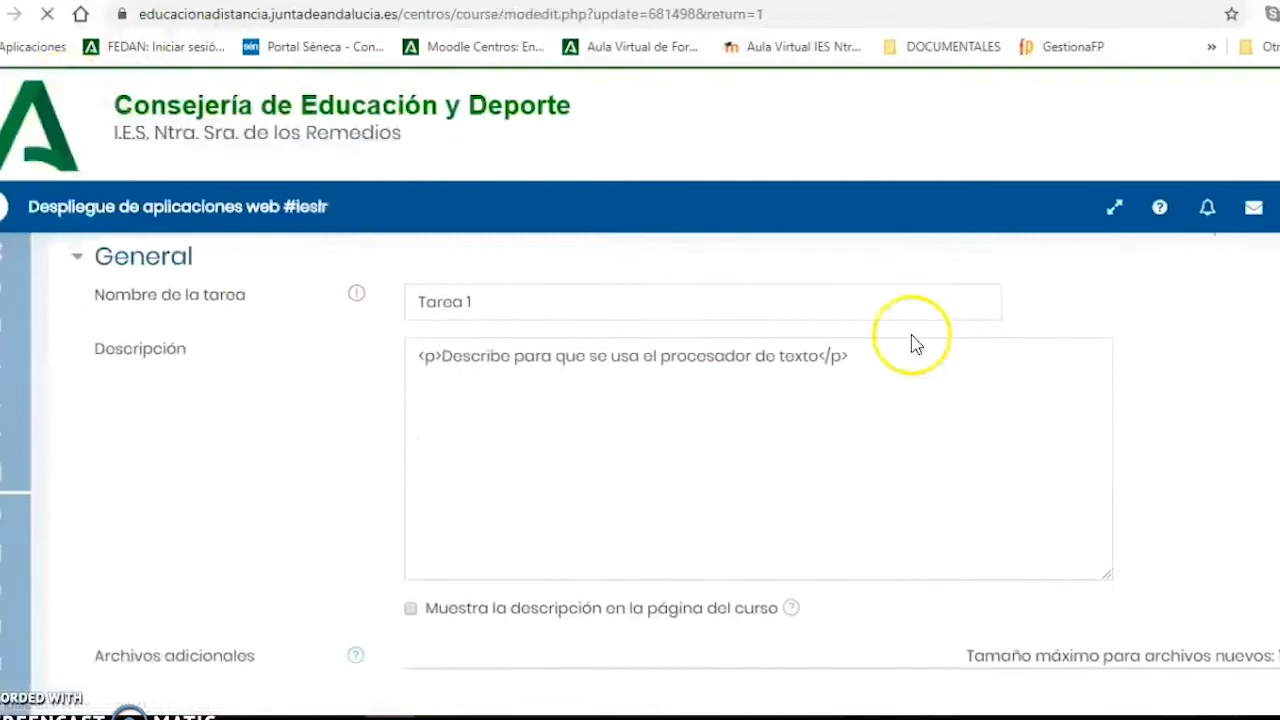 educacionadistancia.juntadeandalucia.es/centros/course/modedit.php?update=681498&return=1
Aplicaciones FEDAN: Iniciar sesió... Portal Séneca - Con... Moodle Centros: En... Aula Virtual de For... Aula Virtual IES Ntr... DOCUMENTALES GestionaFP » Otr
Consejería de Educación y Deporte
I.E.S. Ntra. Sra. de los Remedios
Despliegue de aplicaciones web #ieslr
General
Nombre de la tarea
Tarea 1
Descripción
<p>Describe para que se usa el procesador de texto</p>
Muestra la descripción en la página del curso
Archivos adicionales
Tamaño máximo para archivos nuevos:
ORDED WITH
REENCAST MATIC